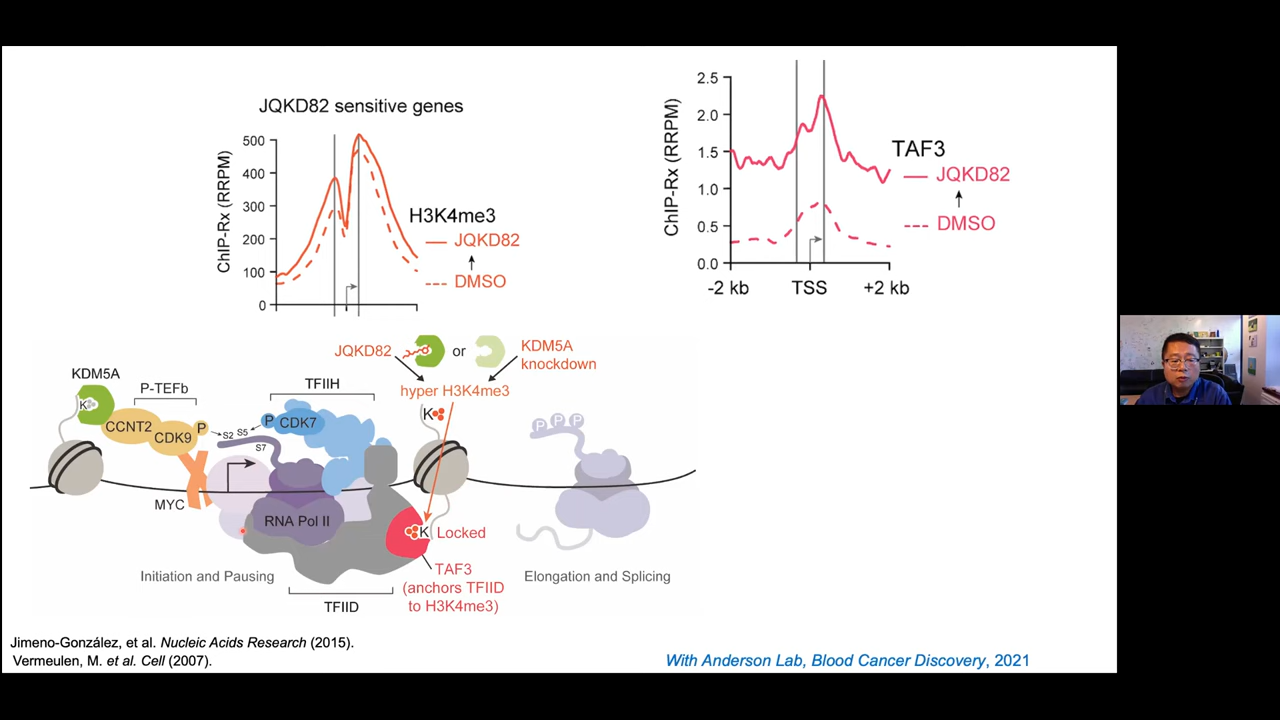 JQKD82 sensitive genes
ChIP-Rx (RRPM)
500
400
300
200
100
0
H3K4me3
JQKD82
DMSO
ChIP-Rx (RRPM)
2.5
2.0
1.5
1.0
0.5
0.0
-2 kb
TSS
+2 kb
TAF3
JQKD82
DMSO
JQKD82
or
KDM5A
knockdown
hyper H3K4me3
KDM5A
P-TEFb
TFIIH
K
CCNT2
CDK9
P
S2
S5
S7
P
CDK7
K
P P P
MYC
RNA Pol II
K
Locked
TAF3
(anchors TFIID
to H3K4me3)
Initiation and Pausing
TFIID
Elongation and Splicing
Jimeno-González, et al. Nucleic Acids Research (2015).
Vermeulen, M. et al. Cell (2007).
With Anderson Lab, Blood Cancer Discovery, 2021